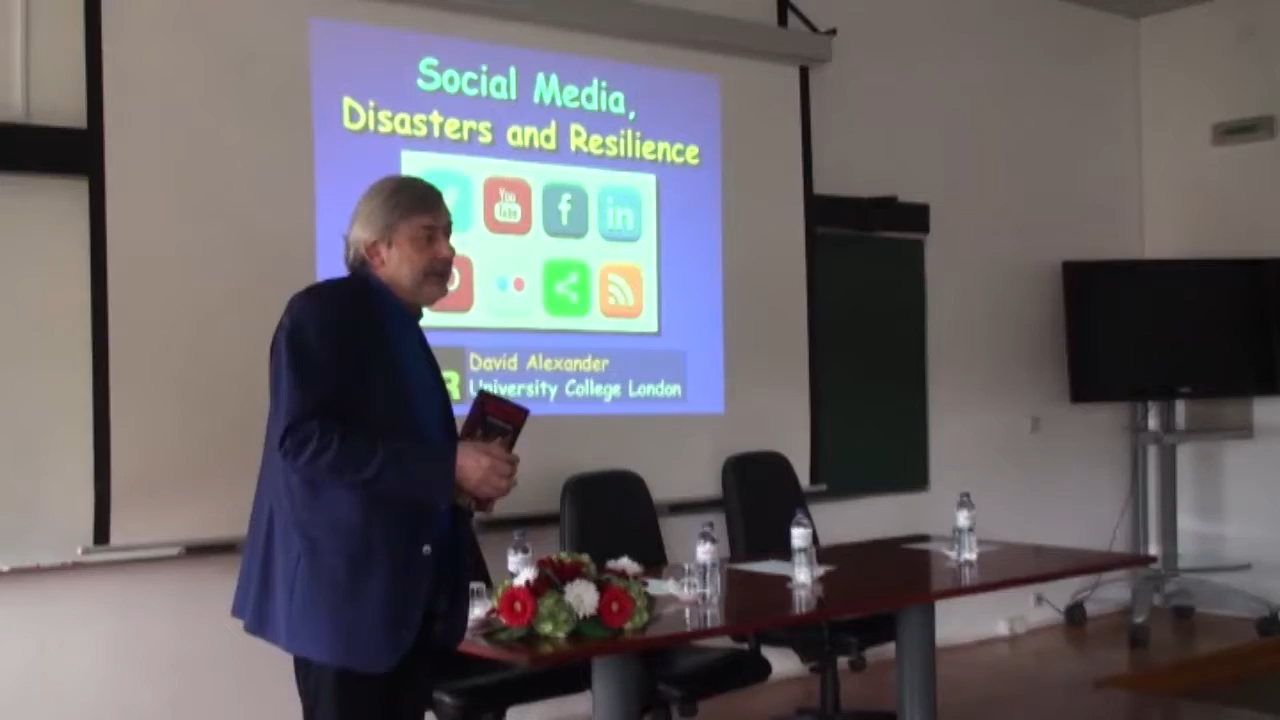 Social Media,
Disasters and Resilience
You
Tube
f
in
David Alexander
R University College London